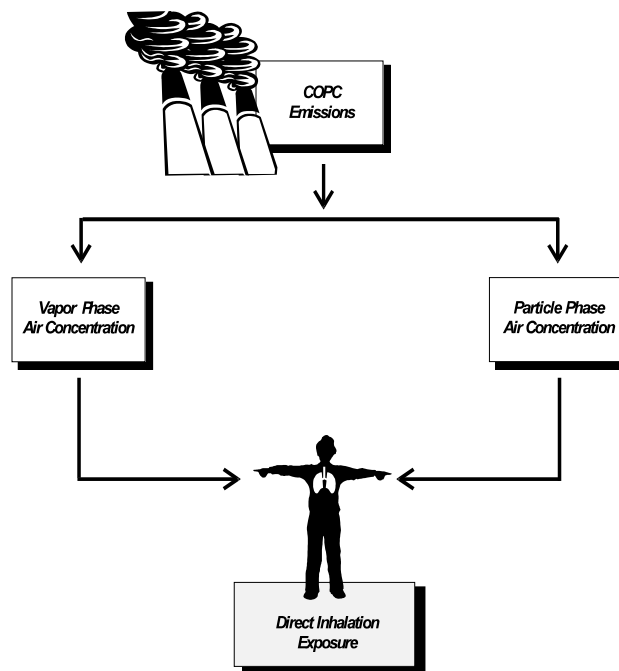 COPC
Emissions
Vapor Phase
Air Concentration
Particle Phase
Air Concentration
Direct Inhalation
Exposure